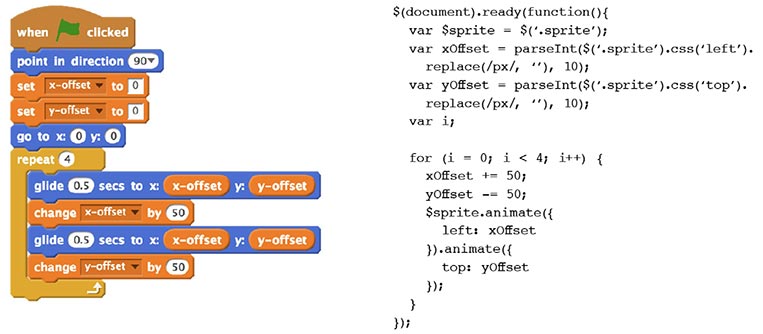 when clicked
point in direction 90
set x-offset to 0
set y-offset to 0
go to x: 0 y: 0
repeat 4
glide 0.5 secs to x: x-offset y: y-offset
change x-offset by 50
glide 0.5 secs to x: x-offset y: y-offset
change y-offset by 50
$(document).ready(function(){
var $sprite = $(‘.sprite’);
var xOffset = parseInt($(‘.sprite’).css(‘left’).
replace(/px/, ‘‘), 10);
var yOffset = parseInt($(‘.sprite’).css(‘top’).
replace(/px/, ‘‘), 10);
var i;
for (i = 0; i < 4; i++) {
xOffset += 50;
yOffset -= 50;
$sprite.animate({
left: xOffset
}).animate({
top: yOffset
});
}
});